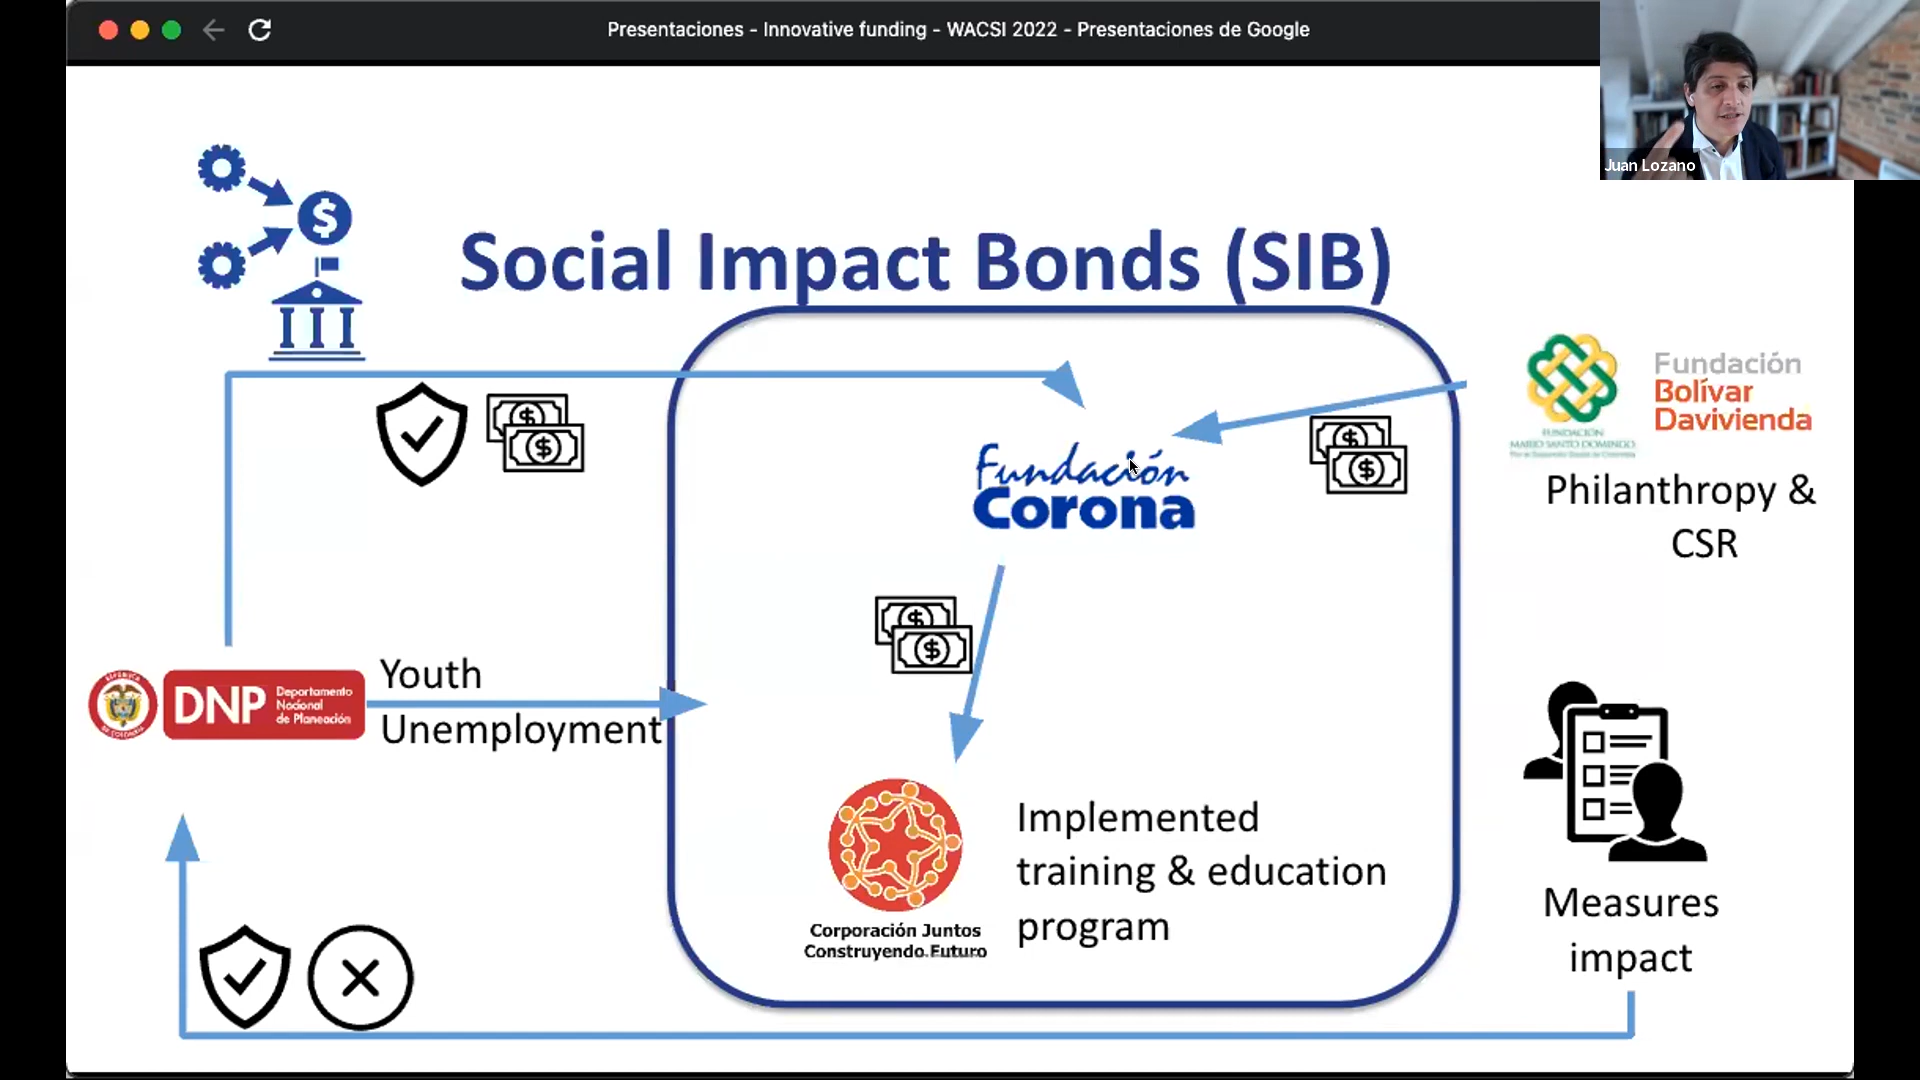 Presentaciones - Innovative funding - WACSI 2022 - Presentaciones de Google
Juan Lozano
Social Impact Bonds (SIB)
Fundación
Bolívar
Davivienda
FUNDACIÓN
MARIO SANTO DOMINGO
Philanthropy &
CSR
Fundación
Corona
DNP
Departamento
Nacional
de Planeación
Youth
Unemployment
Implemented
training & education
program
Corporación Juntos
Construyendo Futuro
Measures
impact